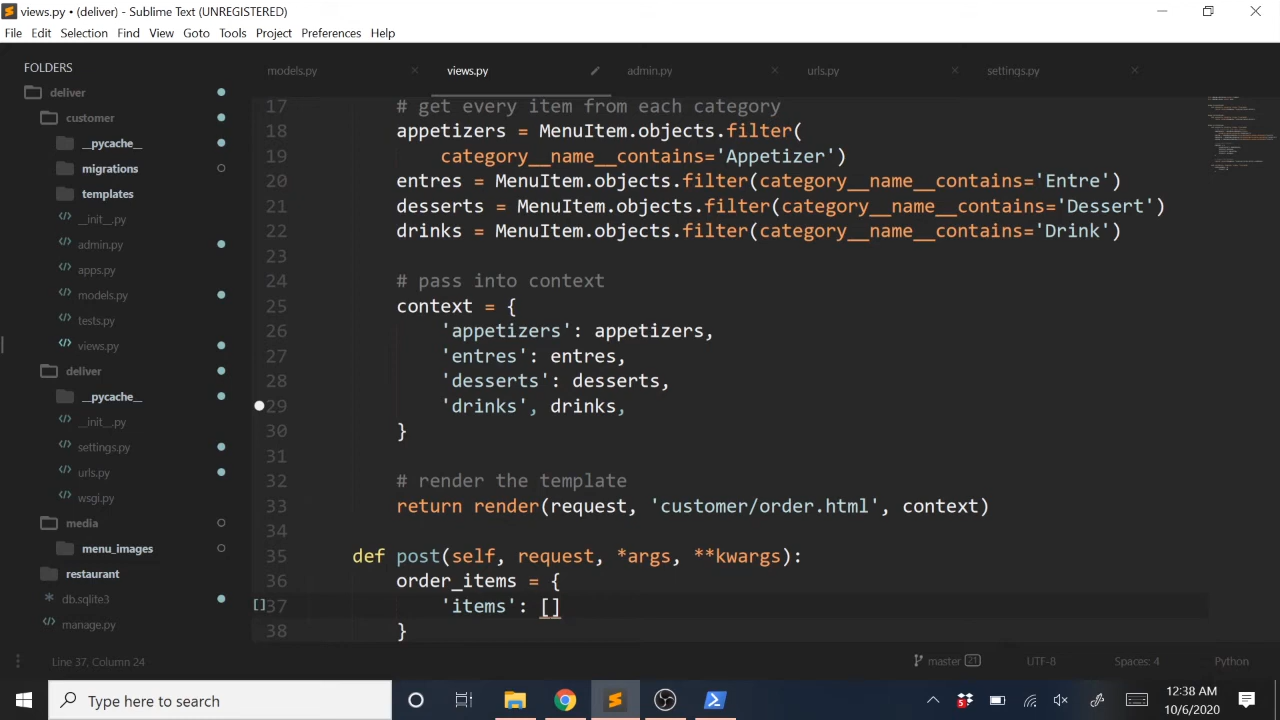 views.py • (deliver) - Sublime Text (UNREGISTERED)
File Edit Selection Find View Goto Tools Project Preferences Help
FOLDERS
deliver
customer
__pycache__
migrations
templates
__init__.py
admin.py
apps.py
models.py
tests.py
views.py
deliver
__pycache__
__init__.py
settings.py
urls.py
wsgi.py
media
menu_images
restaurant
db.sqlite3
manage.py
models.py views.py admin.py urls.py settings.py
17 # get every item from each category
18 appetizers = MenuItem.objects.filter(
19 category__name__contains='Appetizer')
20 entres = MenuItem.objects.filter(category__name__contains='Entre')
21 desserts = MenuItem.objects.filter(category__name__contains='Dessert')
22 drinks = MenuItem.objects.filter(category__name__contains='Drink')
23
24 # pass into context
25 context = {
26 'appetizers': appetizers,
27 'entres': entres,
28 'desserts': desserts,
29 'drinks', drinks,
30 }
31
32 # render the template
33 return render(request, 'customer/order.html', context)
34
35 def post(self, request, *args, **kwargs):
36 order_items = {
[] 37 'items': []
38 }
Line 37, Column 24 master 21 UTF-8 Spaces: 4 Python
Type here to search
12:38 AM
10/6/2020